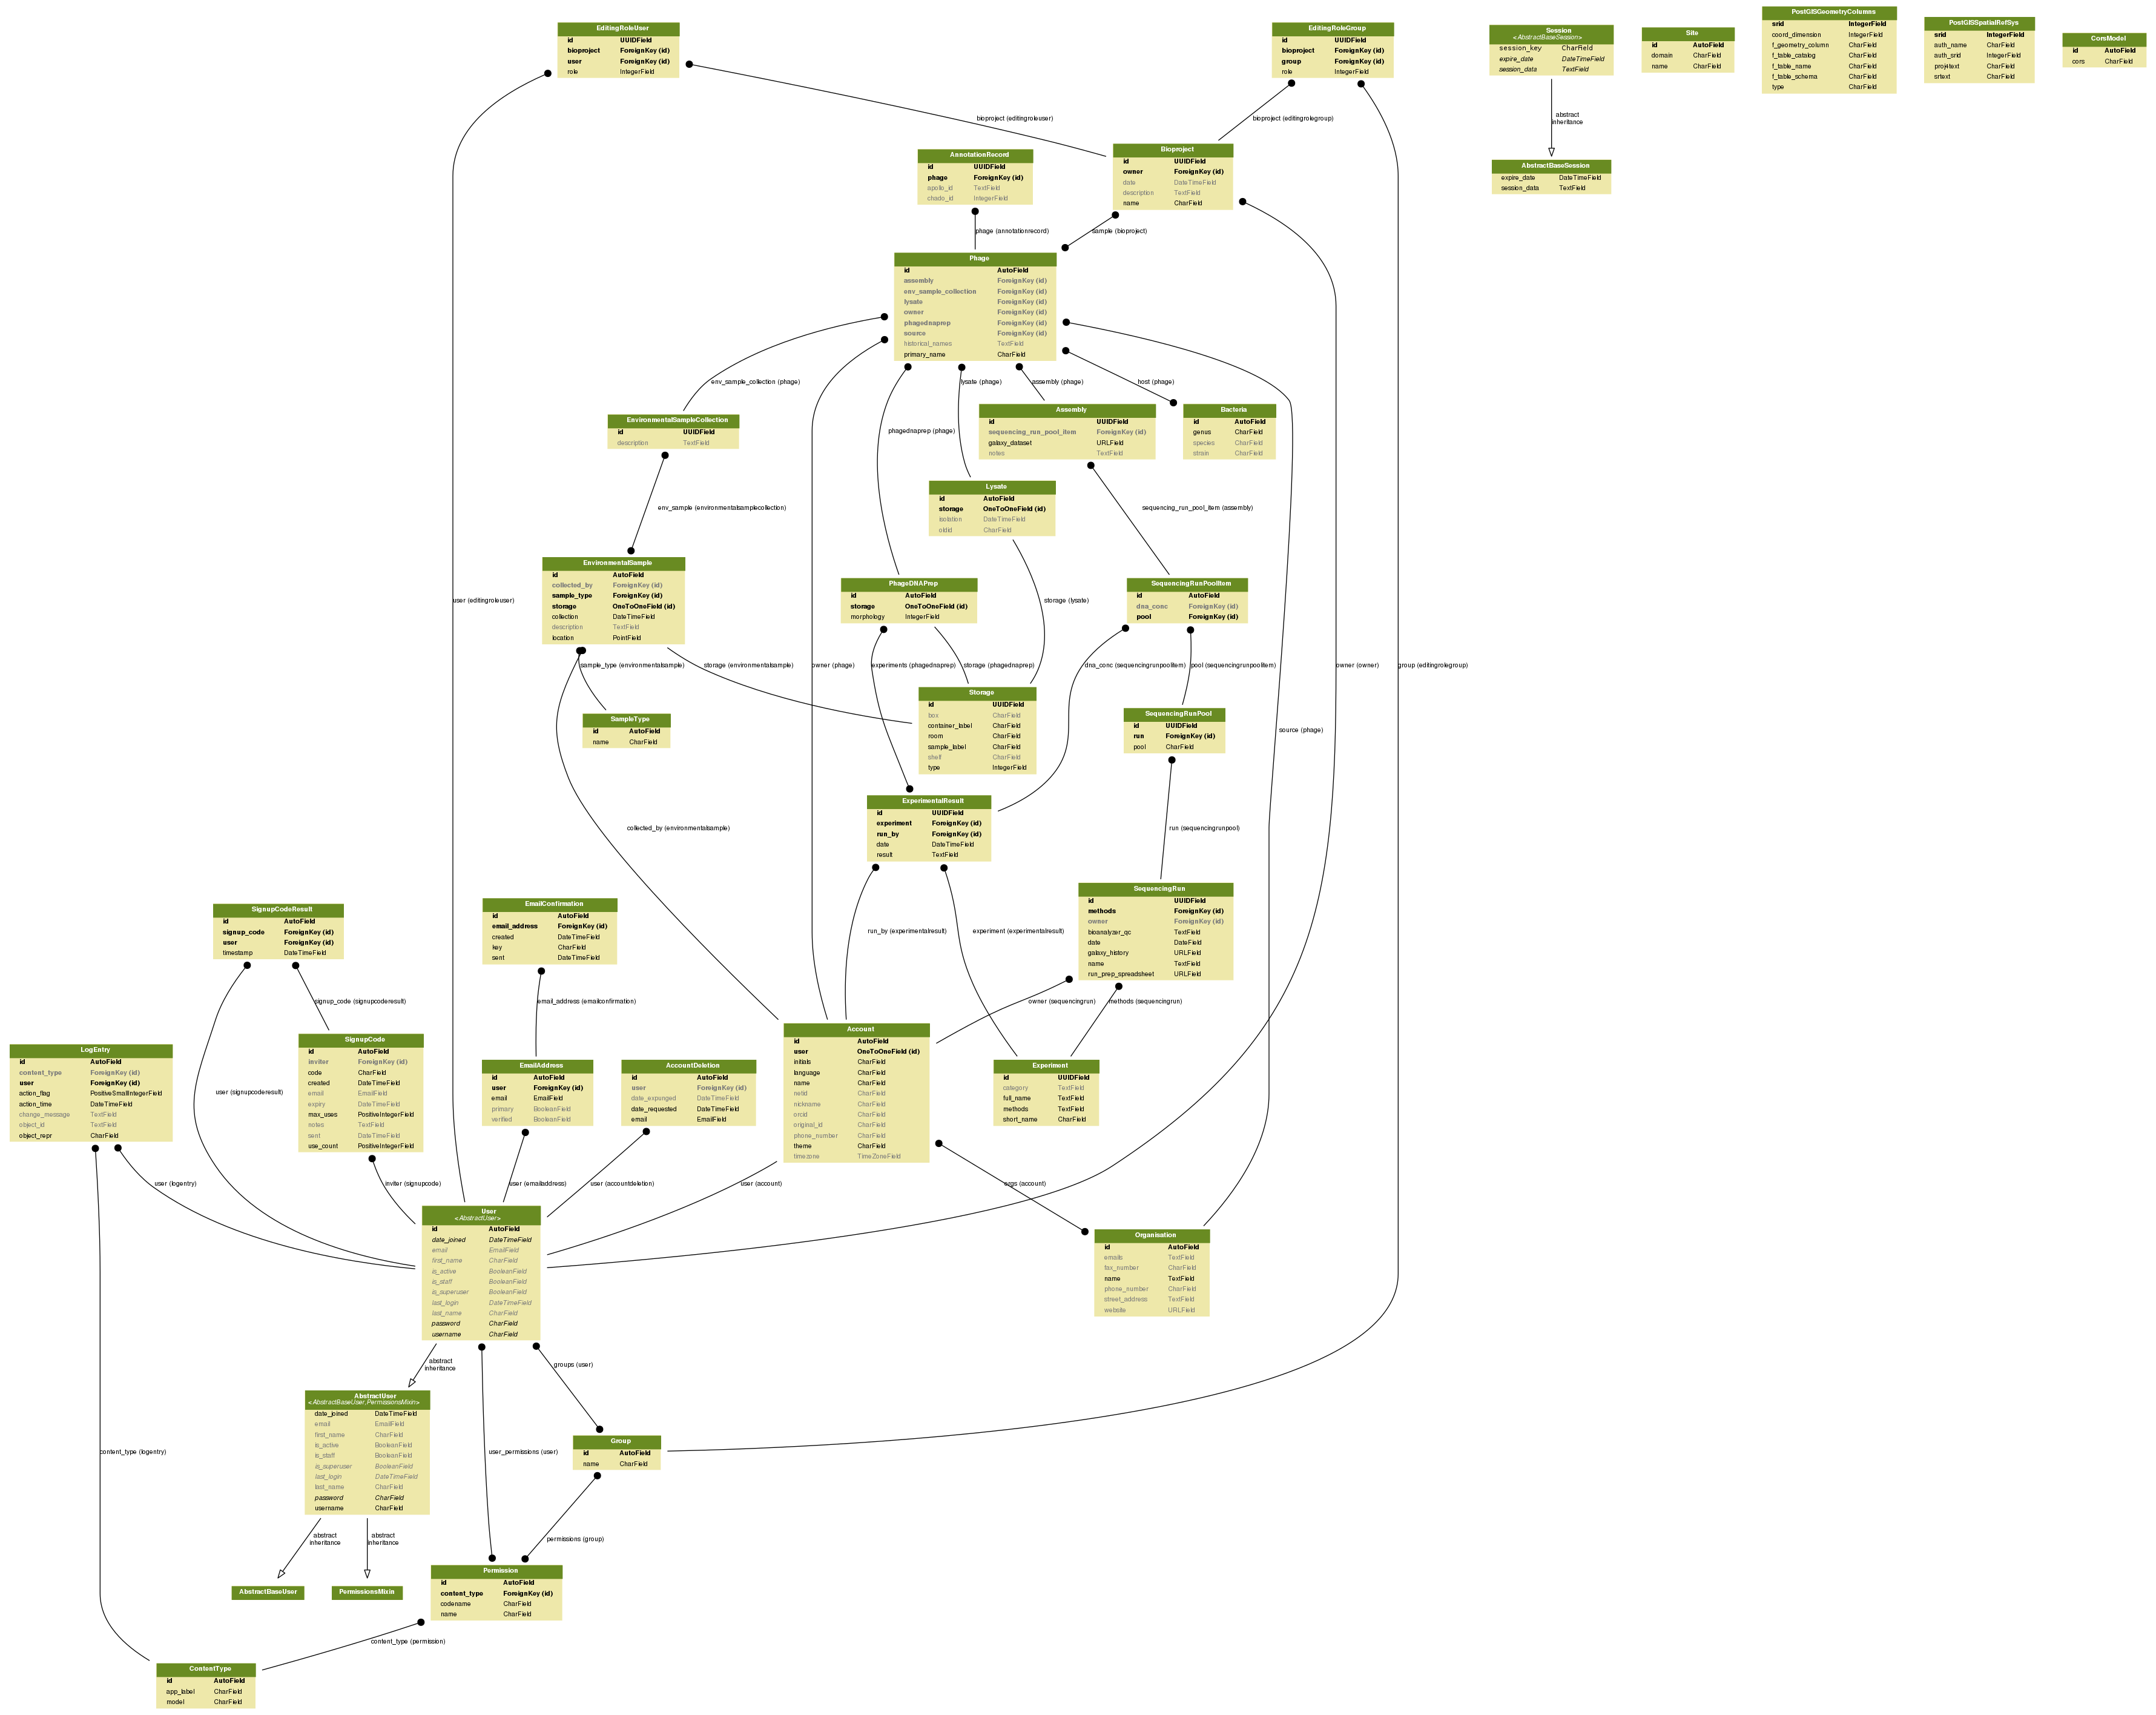 EditingRoleUser
id UUIDField
bioproject ForeignKey (id)
user ForeignKey (id)
role IntegerField
EditingRoleGroup
id UUIDField
bioproject ForeignKey (id)
group ForeignKey (id)
role IntegerField
Session
<AbstractBaseSession>
session_key CharField
expire_date DateTimeField
session_data TextField
Site
id AutoField
domain CharField
name CharField
PostGISGeometryColumns
srid IntegerField
coord_dimension IntegerField
f_geometry_column CharField
f_table_catalog CharField
f_table_name CharField
f_table_schema CharField
type CharField
PostGISSpatialRefSys
srid IntegerField
auth_name CharField
auth_srid IntegerField
proj4text CharField
srtext CharField
CorsModel
id AutoField
cors CharField
bioproject (editingroleuser)
bioproject (editingrolegroup)
abstract
inheritance
AnnotationRecord
id UUIDField
phage ForeignKey (id)
apollo_id TextField
chado_id IntegerField
Bioproject
id UUIDField
owner ForeignKey (id)
date DateTimeField
description TextField
name CharField
AbstractBaseSession
expire_date DateTimeField
session_data TextField
phage (annotationrecord)
sample (bioproject)
Phage
id AutoField
assembly ForeignKey (id)
env_sample_collection ForeignKey (id)
lysate ForeignKey (id)
owner ForeignKey (id)
phagednaprep ForeignKey (id)
source ForeignKey (id)
historical_names TextField
primary_name CharField
env_sample_collection (phage)
lysate (phage)
assembly (phage)
host (phage)
EnvironmentalSampleCollection
id UUIDField
description TextField
phagednaprep (phage)
Assembly
id UUIDField
sequencing_run_pool_item ForeignKey (id)
galaxy_dataset URLField
notes TextField
Bacteria
id AutoField
genus CharField
species CharField
strain CharField
Lysate
id AutoField
storage OneToOneField (id)
isolation DateTimeField
oldid CharField
env_sample (environmentalsamplecollection)
sequencing_run_pool_item (assembly)
EnvironmentalSample
id AutoField
collected_by ForeignKey (id)
sample_type ForeignKey (id)
storage OneToOneField (id)
collection DateTimeField
description TextField
location PointField
user (editingroleuser)
PhageDNAPrep
id AutoField
storage OneToOneField (id)
morphology IntegerField
storage (lysate)
SequencingRunPoolItem
id AutoField
dna_conc ForeignKey (id)
pool ForeignKey (id)
sample_type (environmentalsample)
storage (environmentalsample)
owner (phage)
experiments (phagednaprep)
storage (phagednaprep)
dna_conc (sequencingrunpoolitem)
pool (sequencingrunpoolitem)
owner (owner)
group (editingrolegroup)
SampleType
id AutoField
name CharField
Storage
id UUIDField
box CharField
container_label CharField
room CharField
sample_label CharField
shelf CharField
type IntegerField
SequencingRunPool
id UUIDField
run ForeignKey (id)
pool CharField
source (phage)
ExperimentalResult
id UUIDField
experiment ForeignKey (id)
run_by ForeignKey (id)
date DateTimeField
result TextField
collected_by (environmentalsample)
run (sequencingrunpool)
SignupCodeResult
id AutoField
signup_code ForeignKey (id)
user ForeignKey (id)
timestamp DateTimeField
EmailConfirmation
id AutoField
email_address ForeignKey (id)
created DateTimeField
key CharField
sent DateTimeField
run_by (experimentalresult)
experiment (experimentalresult)
SequencingRun
id UUIDField
methods ForeignKey (id)
owner ForeignKey (id)
bioanalyzer_qc TextField
date DateField
galaxy_history URLField
name TextField
run_prep_spreadsheet URLField
signup_code (signupcoderesult)
email_address (emailconfirmation)
owner (sequencingrun)
methods (sequencingrun)
LogEntry
id AutoField
content_type ForeignKey (id)
user ForeignKey (id)
action_flag PositiveSmallIntegerField
action_time DateTimeField
change_message TextField
object_id TextField
object_repr CharField
user (signupcoderesult)
SignupCode
id AutoField
inviter ForeignKey (id)
code CharField
created DateTimeField
email EmailField
expiry DateTimeField
max_uses PositiveIntegerField
notes TextField
sent DateTimeField
use_count PositiveIntegerField
EmailAddress
id AutoField
user ForeignKey (id)
email EmailField
primary BooleanField
verified BooleanField
AccountDeletion
id AutoField
user ForeignKey (id)
date_expunged DateTimeField
date_requested DateTimeField
email EmailField
Account
id AutoField
user OneToOneField (id)
initials CharField
language CharField
name CharField
netid CharField
nickname CharField
orcid CharField
original_id CharField
phone_number CharField
theme CharField
timezone TimeZoneField
Experiment
id UUIDField
category TextField
full_name TextField
methods TextField
short_name CharField
user (logentry)
inviter (signupcode)
user (emailaddress)
user (accountdeletion)
user (account)
orgs (account)
User
<AbstractUser>
id AutoField
date_joined DateTimeField
email EmailField
first_name CharField
is_active BooleanField
is_staff BooleanField
is_superuser BooleanField
last_login DateTimeField
last_name CharField
password CharField
username CharField
Organisation
id AutoField
emails TextField
fax_number CharField
name TextField
phone_number CharField
street_address TextField
website URLField
abstract
inheritance
groups (user)
AbstractUser
<AbstractBaseUser,PermissionsMixin>
date_joined DateTimeField
email EmailField
first_name CharField
is_active BooleanField
is_staff BooleanField
is_superuser BooleanField
last_login DateTimeField
last_name CharField
password CharField
username CharField
content_type (logentry)
user_permissions (user)
Group
id AutoField
name CharField
abstract
inheritance
abstract
inheritance
permissions (group)
AbstractBaseUser
PermissionsMixin
Permission
id AutoField
content_type ForeignKey (id)
codename CharField
name CharField
content_type (permission)
ContentType
id AutoField
app_label CharField
model CharField